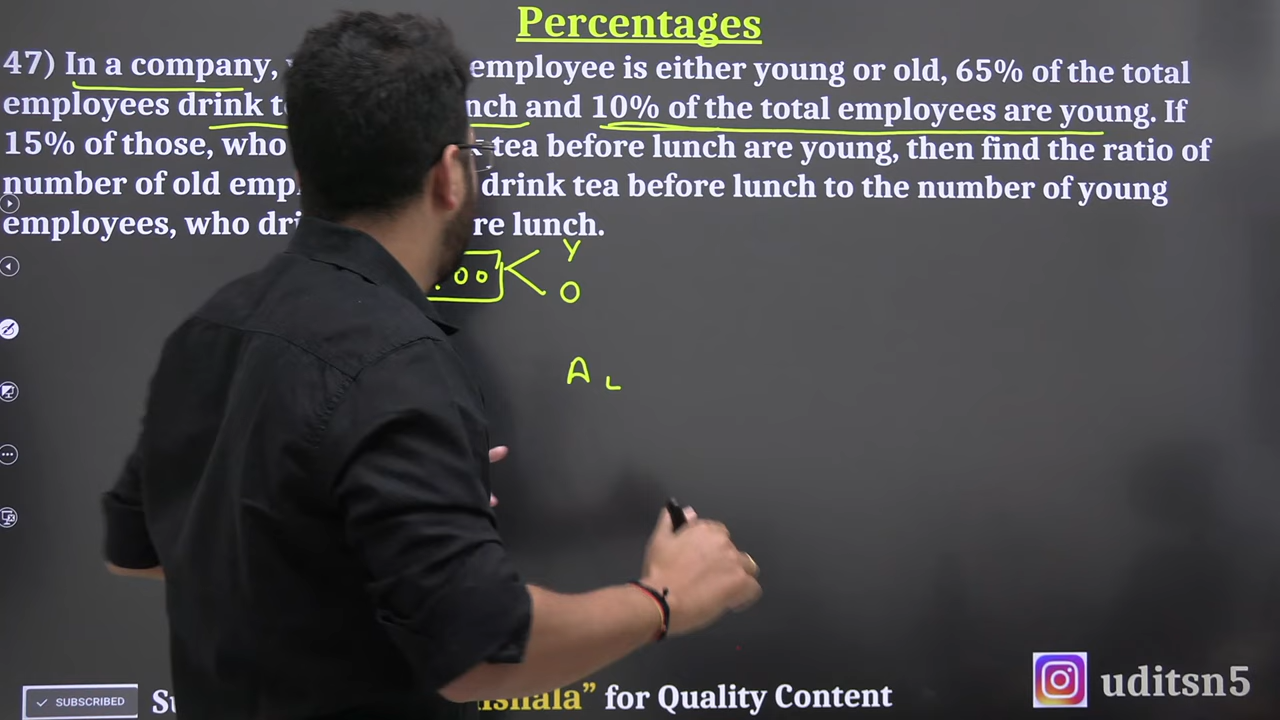 Percentages
47) In a company, employee is either young or old, 65% of the total
employees drink nch and 10% of the total employees are young. If
15% of those, who tea before lunch are young, then find the ratio of
number of old emp drink tea before lunch to the number of young
employees, who dri re lunch.
Y
.00
O
A L
SUBSCRIBED
shala” for Quality Content
uditsn5